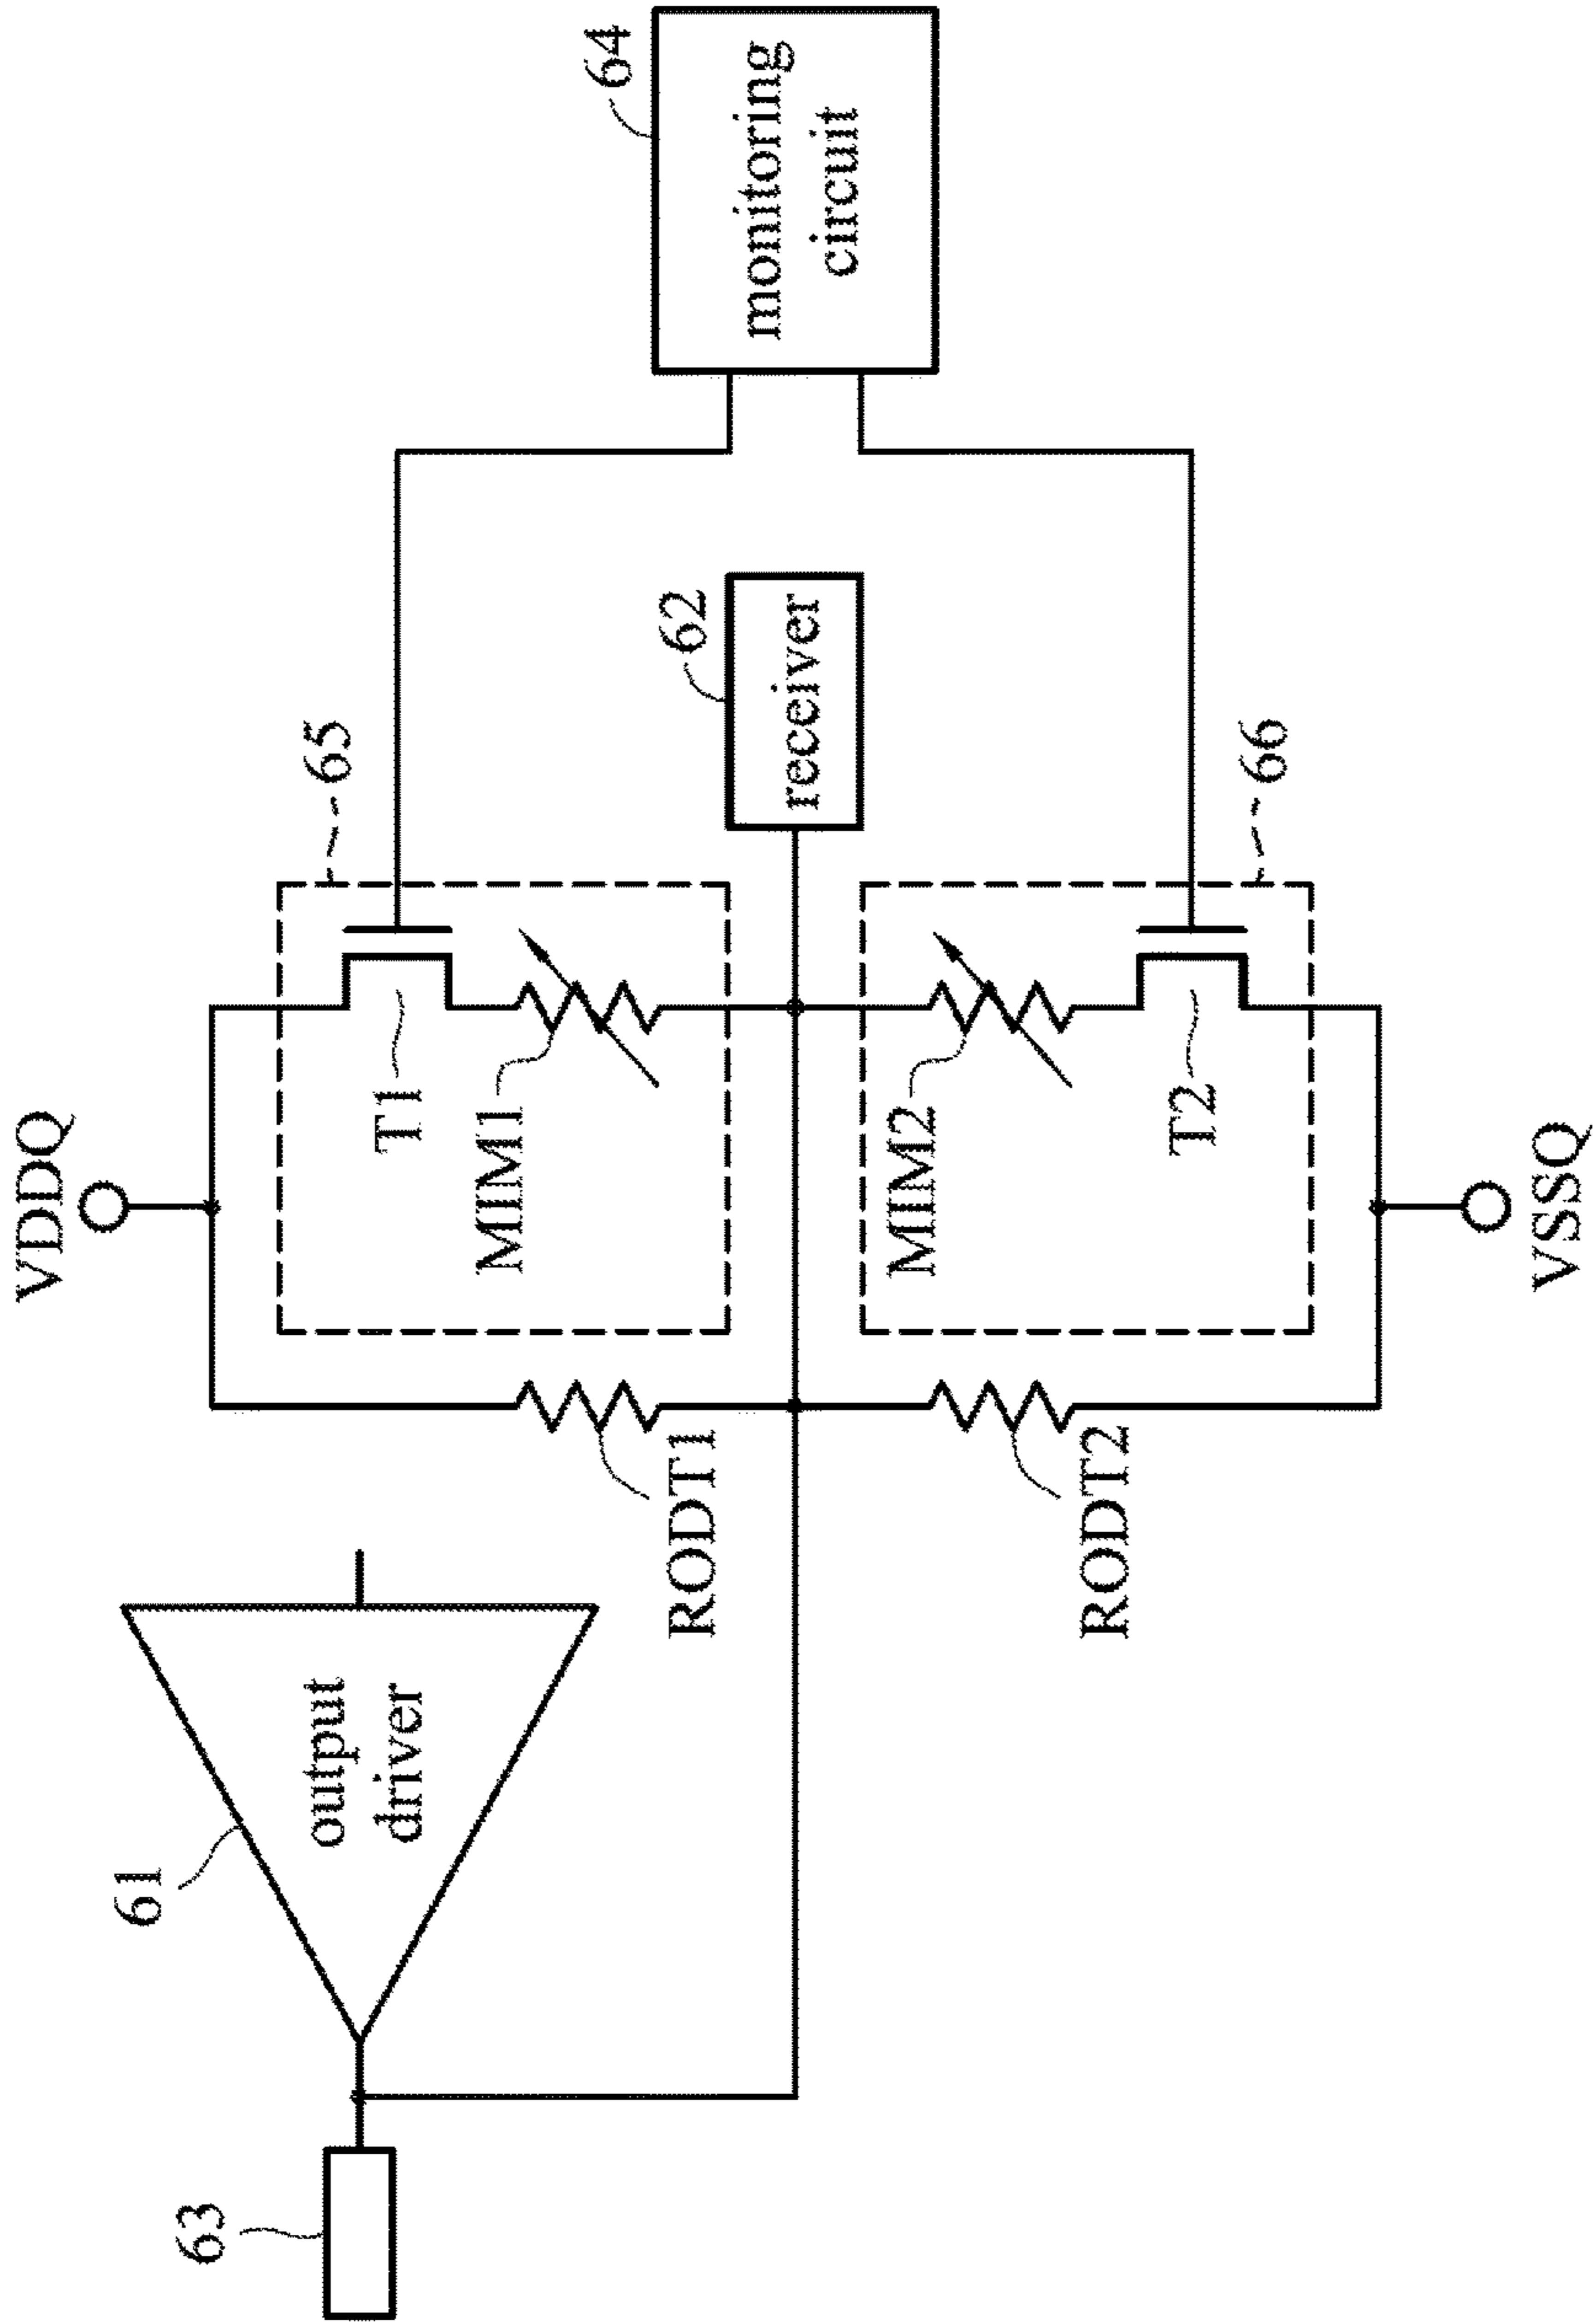 VDDQ
61
output
driver
65
T1
MIM1
64
monitoring
circuit
63
RODT1
62
receiver
MIM2
RODT2
T2
66
VSSQ